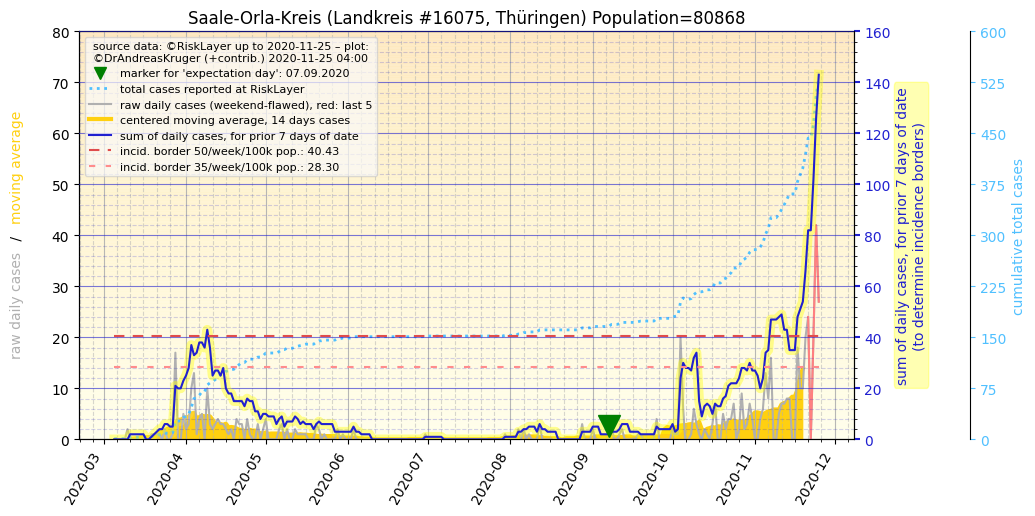 Saale-Orla-Kreis (Landkreis #16075, Thüringen) Population=80868
source data: ©RiskLayer up to 2020-11-25 – plot:
©DrAndreasKruger (+contrib.) 2020-11-25 04:00
marker for 'expectation day': 07.09.2020
total cases reported at RiskLayer
raw daily cases (weekend-flawed), red: last 5
centered moving average, 14 days cases
sum of daily cases, for prior 7 days of date
incid. border 50/week/100k pop.: 40.43
incid. border 35/week/100k pop.: 28.30
raw daily cases / moving average
80
70
60
50
40
30
20
10
0
2020-03
2020-04
2020-05
2020-06
2020-07
2020-08
2020-09
2020-10
2020-11
2020-12
160
140
120
100
80
60
40
20
0
sum of daily cases, for prior 7 days of date
(to determine incidence borders)
600
525
450
375
300
225
150
75
0
cumulative total cases